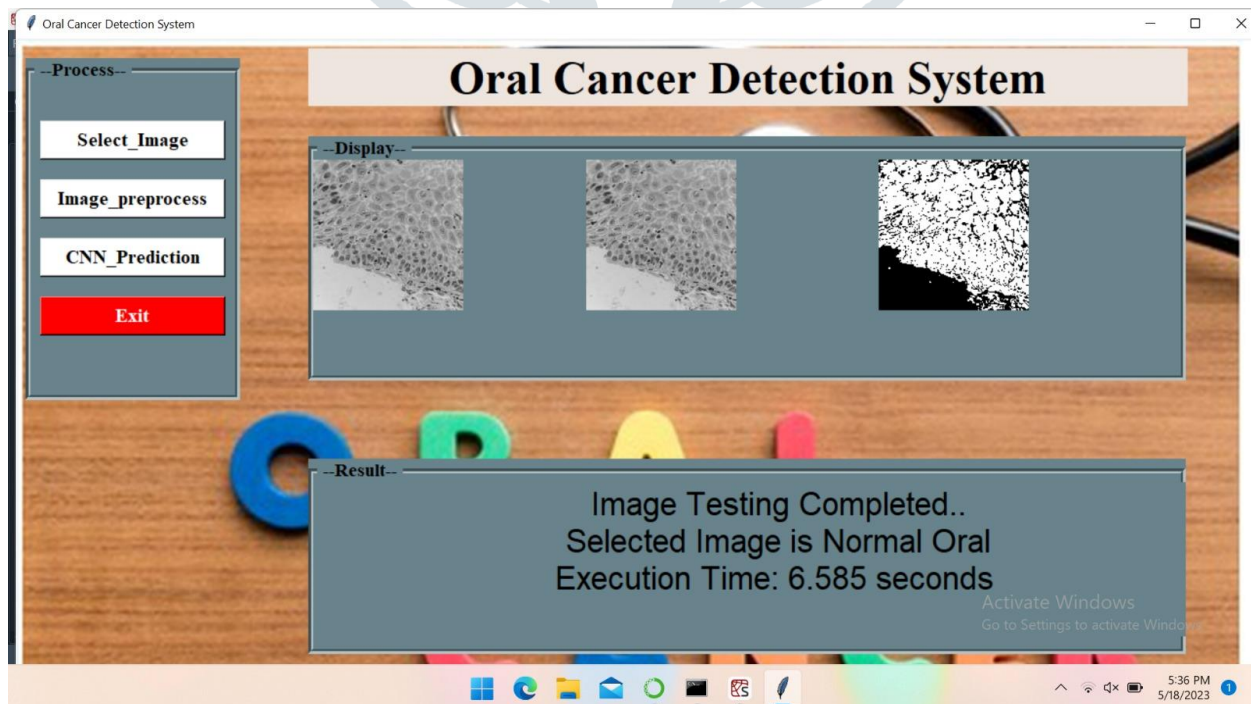 Oral Cancer Detection System
Oral Cancer Detection System
--Process--
Select_Image
Image_preprocess
CNN_Prediction
Exit
--Display--
--Result--
Image Testing Completed..
Selected Image is Normal Oral
Execution Time: 6.585 seconds
Activate Windows
Go to Settings to activate Windows
5:36 PM
5/18/2023
1